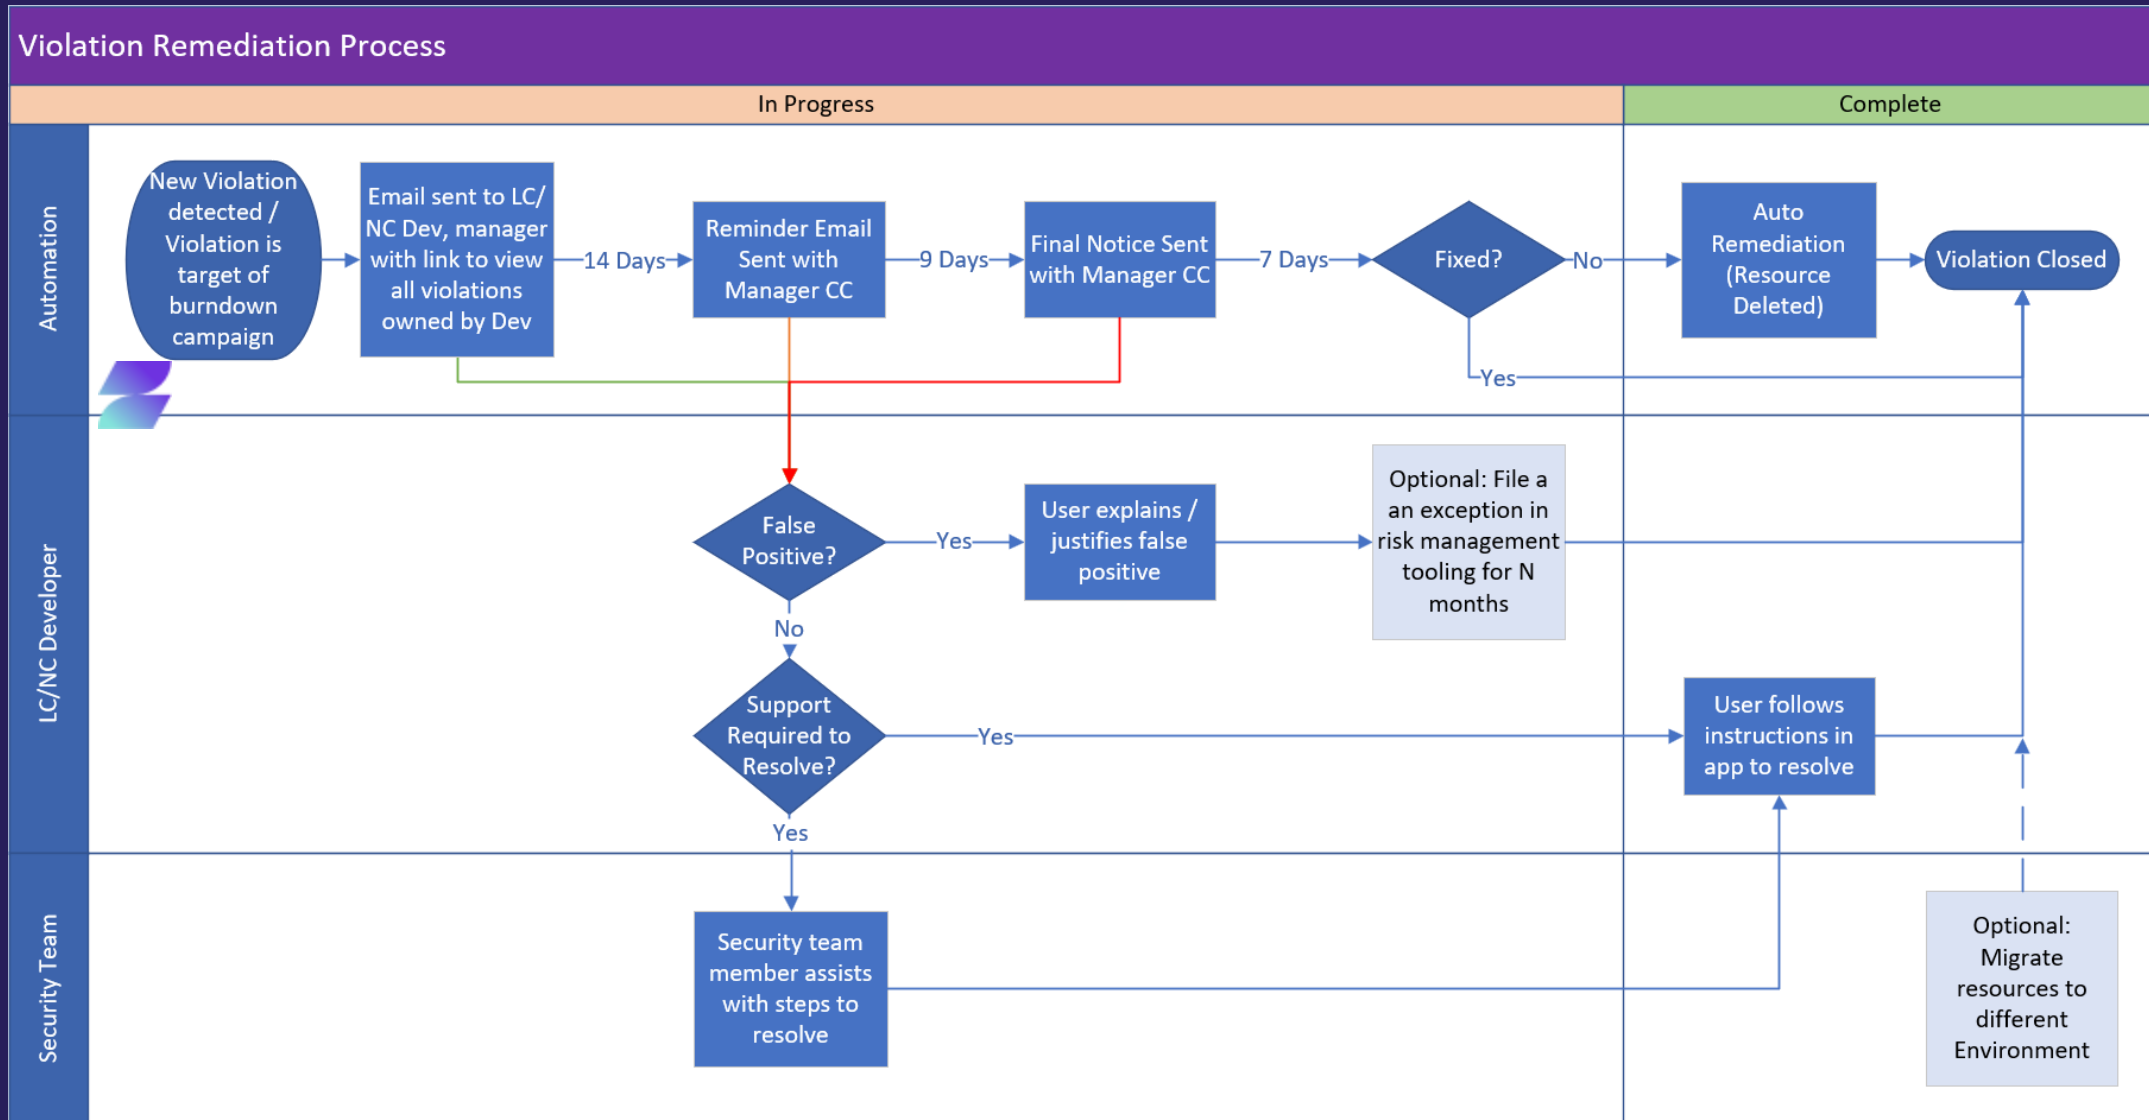 Violation Remediation Process
In Progress
Complete
Automation
New Violation
detected /
Violation is
target of
burndown
campaign
Email sent to LC/
NC Dev, manager
with link to view
all violations
owned by Dev
14 Days
Reminder Email
Sent with
Manager CC
9 Days
Final Notice Sent
with Manager CC
7 Days
Fixed?
No
Auto
Remediation
(Resource
Deleted)
Violation Closed
Yes
LC/NC Developer
False
Positive?
Yes
User explains /
justifies false
positive
Optional: File a
an exception in
risk management
tooling for N
months
No
Support
Required to
Resolve?
Yes
User follows
instructions in
app to resolve
Yes
Security Team
Security team
member assists
with steps to
resolve
Optional:
Migrate
resources to
different
Environment